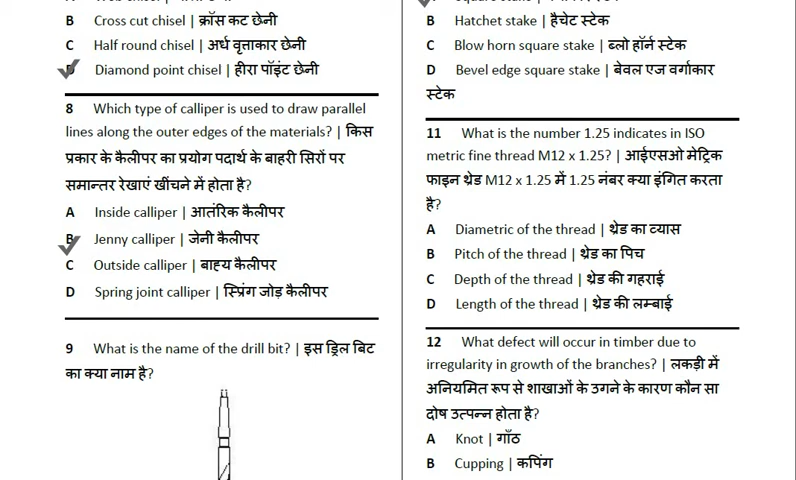 B Cross cut chisel | क्रॉस कट छेनी
C Half round chisel | अर्ध वृत्ताकार छेनी
D Diamond point chisel | हीरा पॉइंट छेनी
8 Which type of calliper is used to draw parallel
lines along the outer edges of the materials? | किस
प्रकार के कैलीपर का प्रयोग पदार्थ के बाहरी सिरों पर
समान्तर रेखाएं खींचने में होता है?
A Inside calliper | आतंरिक कैलीपर
B Jenny calliper | जेनी कैलीपर
C Outside calliper | बाह्य कैलीपर
D Spring joint calliper | स्प्रिंग जोड़ कैलीपर
9 What is the name of the drill bit? | इस ड्रिल बिट
का क्या नाम है?
B Hatchet stake | हैचेट स्टेक
C Blow horn square stake | ब्लो हॉर्न स्टेक
D Bevel edge square stake | बेवल एज वर्गाकार
स्टेक
11 What is the number 1.25 indicates in ISO
metric fine thread M12 x 1.25? | आईएसओ मेट्रिक
फाइन थ्रेड M12 x 1.25 में 1.25 नंबर क्या इंगित करता
है?
A Diametric of the thread | थ्रेड का व्यास
B Pitch of the thread | थ्रेड का पिच
C Depth of the thread | थ्रेड की गहराई
D Length of the thread | थ्रेड की लम्बाई
12 What defect will occur in timber due to
irregularity in growth of the branches? | लकड़ी में
अनियमित रूप से शाखाओं के उगने के कारण कौन सा
दोष उत्पन्न होता है?
A Knot | गाँठ
B Cupping | कपिंग